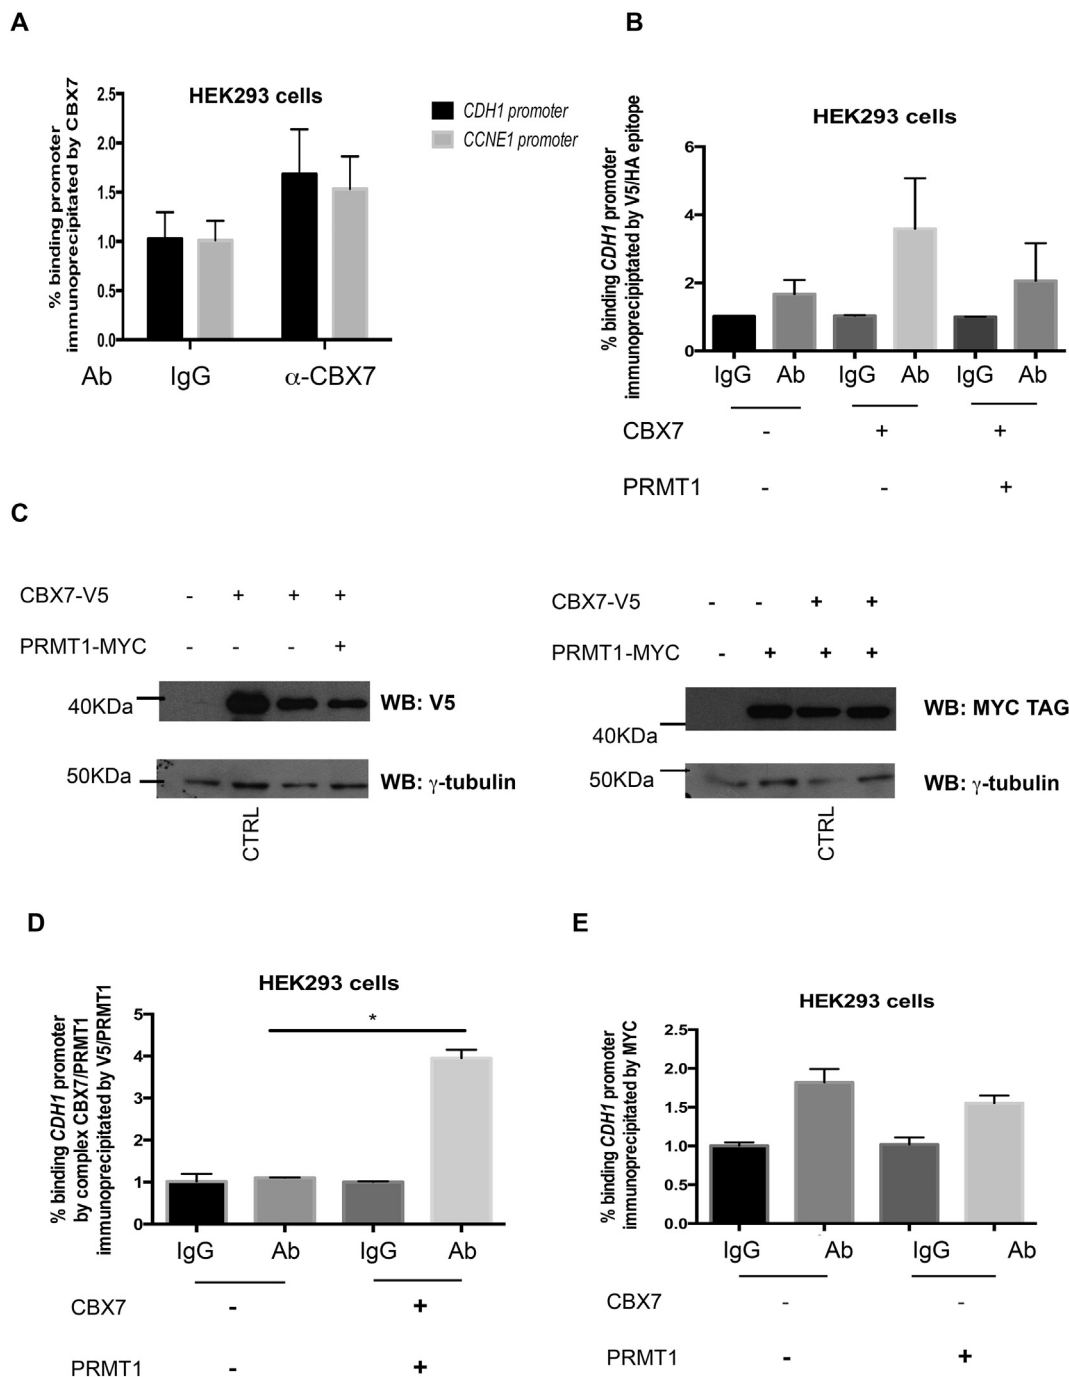 A
HEK293 cells
% binding promoter
immunoprecipitated by CBX7
2.5
2.0
1.5
1.0
0.5
0.0
CDH1 promoter
CCNE1 promoter
Ab IgG α-CBX7
B
HEK293 cells
% binding CDH1 promoter
immunoprecipiptated by V5/HA epitope
6
4
2
0
IgG Ab IgG Ab IgG Ab
CBX7 - + +
PRMT1 - - +
C
CBX7-V5 - + + +
PRMT1-MYC - - - +
40KDa WB: V5
50KDa WB: γ-tubulin
CTRL
CBX7-V5 - - + +
PRMT1-MYC - + + +
40KDa WB: MYC TAG
50KDa WB: γ-tubulin
CTRL
D
HEK293 cells
% binding CDH1 promoter
by complex CBX7/PRMT1
immunoprecipitated by V5/PRMT1
5
4
3
2
1
0
*
IgG Ab IgG Ab
CBX7 - +
PRMT1 - +
E
HEK293 cells
% binding CDH1 promoter
immunoprecipitated by MYC
2.5
2.0
1.5
1.0
0.5
0.0
IgG Ab IgG Ab
CBX7 - -
PRMT1 - +